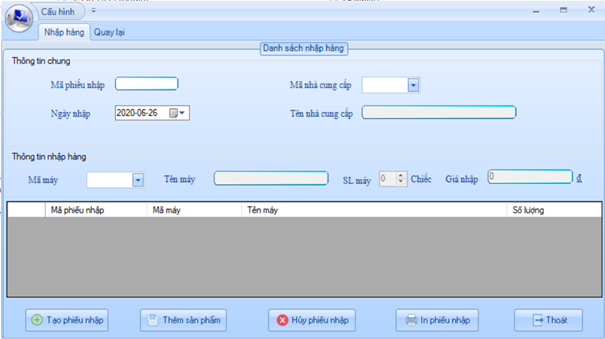 Cấu hình
Nhập hàng Quay lại
Danh sách nhập hàng
Thông tin chung
Mã phiếu nhập Mã nhà cung cấp
Ngày nhập 2020-06-26 Tên nhà cung cấp
Thông tin nhập hàng
Mã máy Tên máy SL máy 0 Chiếc Giá nhập 0 đ
Mã phiếu nhập Mã máy Tên máy Số lượng
Tạo phiếu nhập Thêm sản phẩm Hủy phiếu nhập In phiếu nhập Thoát